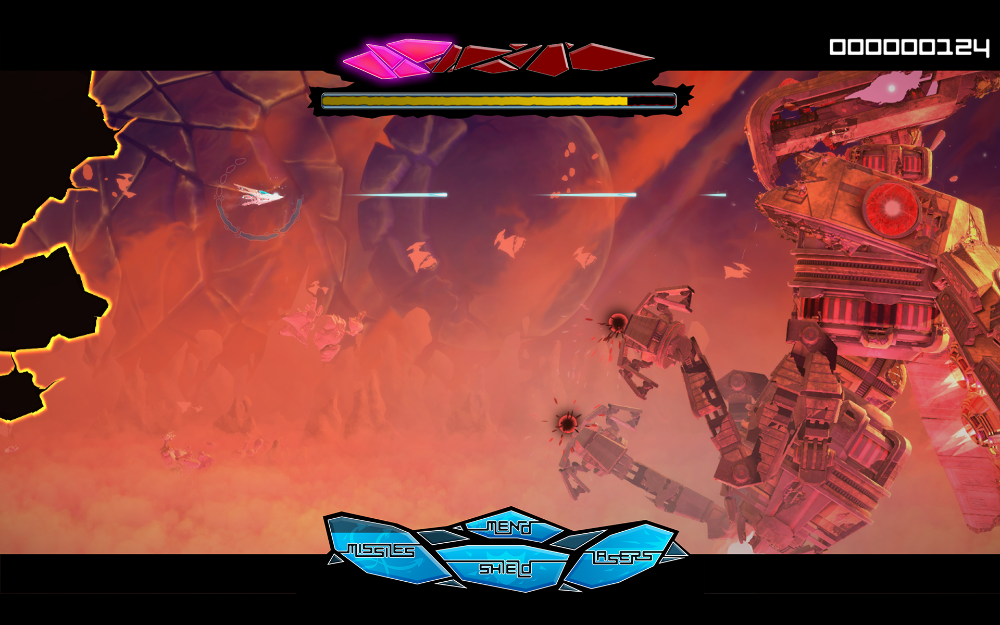 000000124
MEND
MISSILES
LASERS
SHIELD